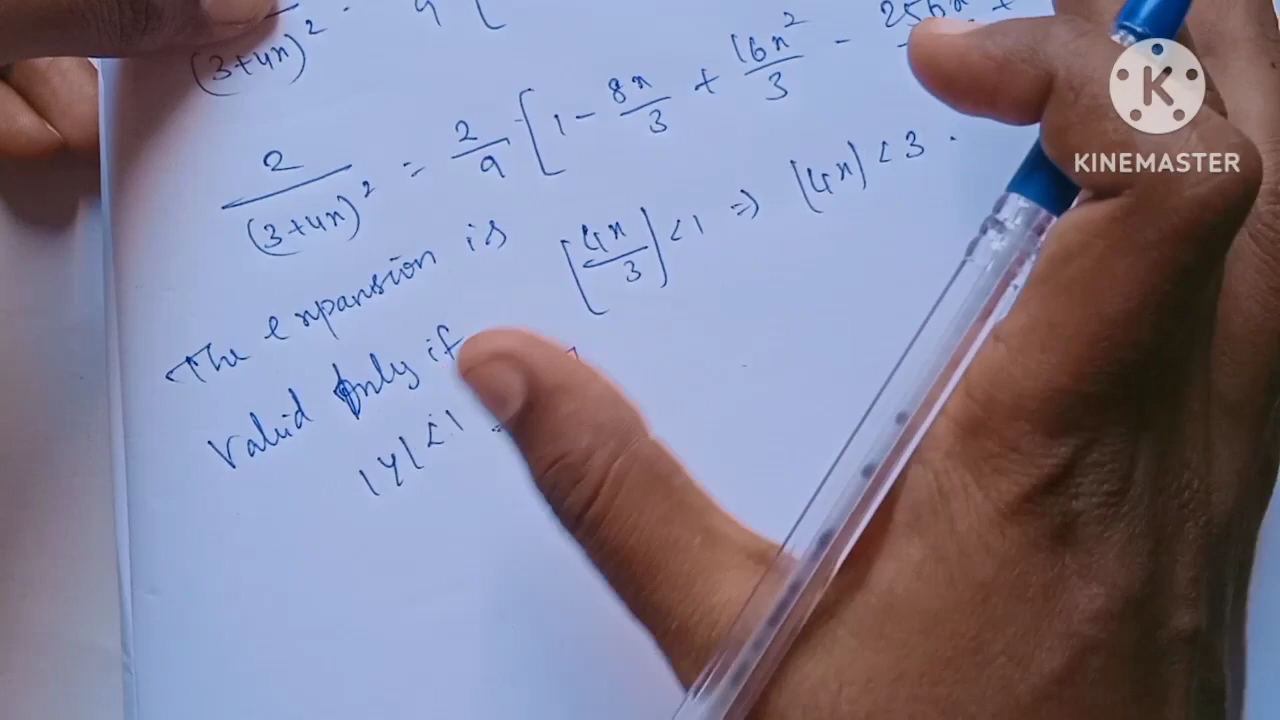 (3+4x)²
2/(3+4x)² = 2/9 [1 - 8x/3 + 16x²/3 - 256x
The expansion is |4x/3| < 1 => |4x| < 3.
Valid only if
|y| < 1
K
KINEMASTER